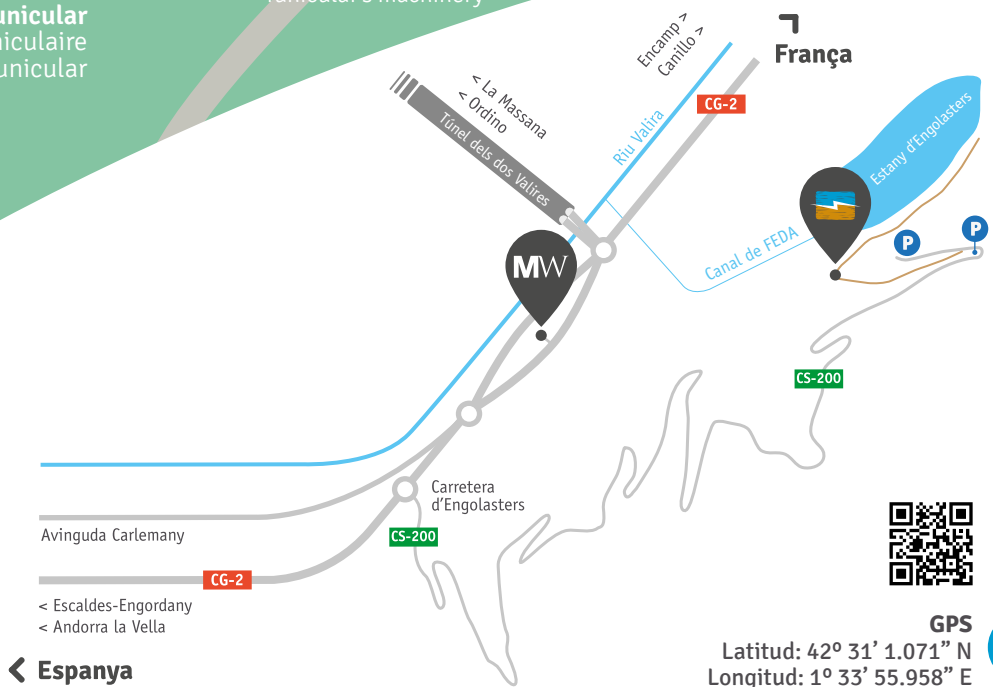 unicular
niculaire
unicular
funicular's machinery
Encamp >
Canillo >
França
< La Massana
< Ordino
CG-2
Túnel dels dos Valires
Riu Valira
Estany d'Engolasters
P
P
Canal de FEDA
MW
CS-200
Carretera
d'Engolasters
Avinguda Carlemany
CS-200
CG-2
< Escaldes-Engordany
< Andorra la Vella
Espanya
GPS
Latitud: 42º 31’ 1.071” N
Longitud: 1º 33’ 55.958” E